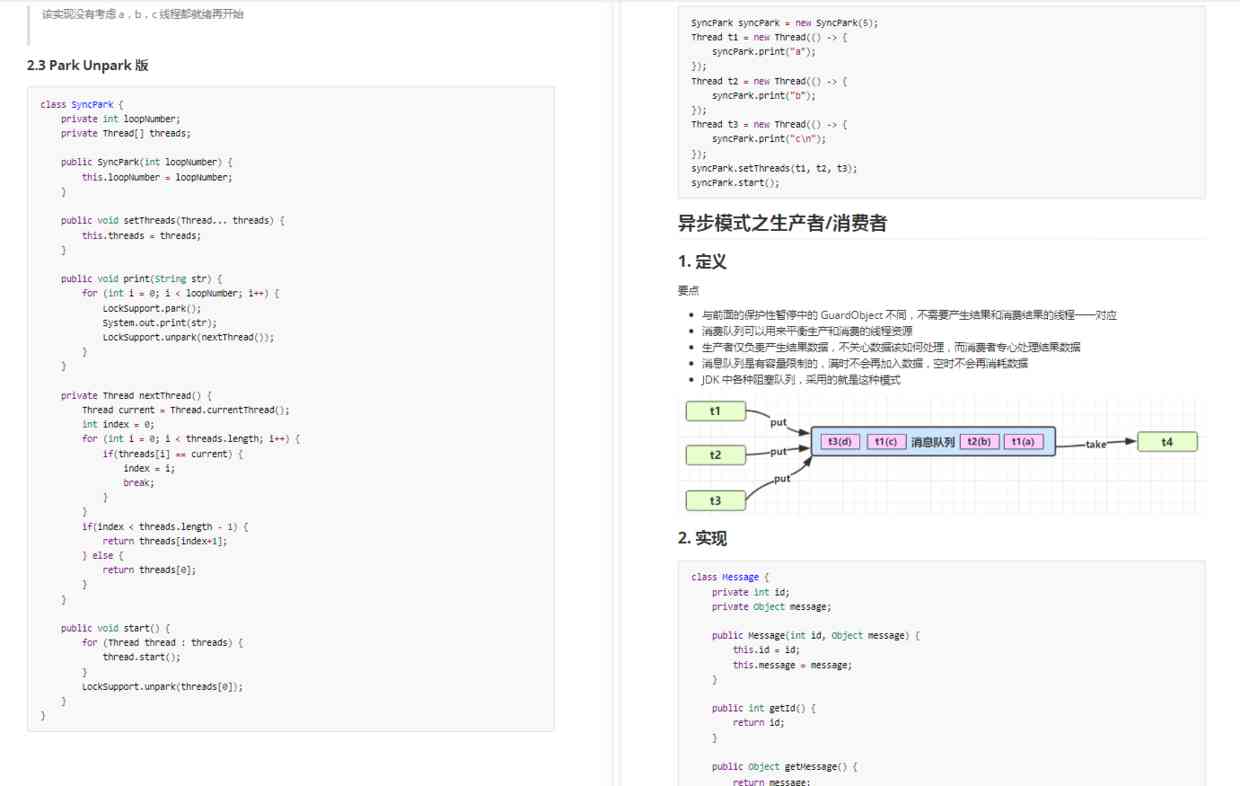 该实现没有考虑 a，b，c 线程都就绪再开始
2.3 Park Unpark 版
class SyncPark {
private int loopNumber;
private Thread[] threads;
public SyncPark(int loopNumber) {
this.loopNumber = loopNumber;
}
public void setThreads(Thread... threads) {
this.threads = threads;
}
public void print(String str) {
for (int i = 0; i < loopNumber; i++) {
LockSupport.park();
System.out.print(str);
LockSupport.unpark(nextThread());
}
}
private Thread nextThread() {
Thread current = Thread.currentThread();
int index = 0;
for (int i = 0; i < threads.length; i++) {
if(threads[i] == current) {
index = i;
break;
}
}
if(index < threads.length - 1) {
return threads[index+1];
} else {
return threads[0];
}
}
public void start() {
for (Thread thread : threads) {
thread.start();
}
LockSupport.unpark(threads[0]);
}
}
SyncPark syncPark = new SyncPark(5);
Thread t1 = new Thread(() -> {
syncPark.print("a");
});
Thread t2 = new Thread(() -> {
syncPark.print("b");
});
Thread t3 = new Thread(() -> {
syncPark.print("c\n");
});
syncPark.setThreads(t1, t2, t3);
syncPark.start();
异步模式之生产者/消费者
1. 定义
要点
与前面的保护性暂停中的 GuardObject 不同，不需要产生结果和消费结果的线程一一对应
消费队列可以用来平衡生产和消费的线程资源
生产者仅负责产生结果数据，不关心数据该如何处理，而消费者专心处理结果数据
消息队列是有容量限制的，满时不会再加入数据，空时不会再消耗数据
JDK 中各种阻塞队列，采用的就是这种模式
t1
put
t3(d) t1(c) 消息队列 t2(b) t1(a)
take
t4
t2
put
put
t3
2. 实现
class Message {
private int id;
private Object message;
public Message(int id, Object message) {
this.id = id;
this.message = message;
}
public int getId() {
return id;
}
public Object getMessage() {
return message;